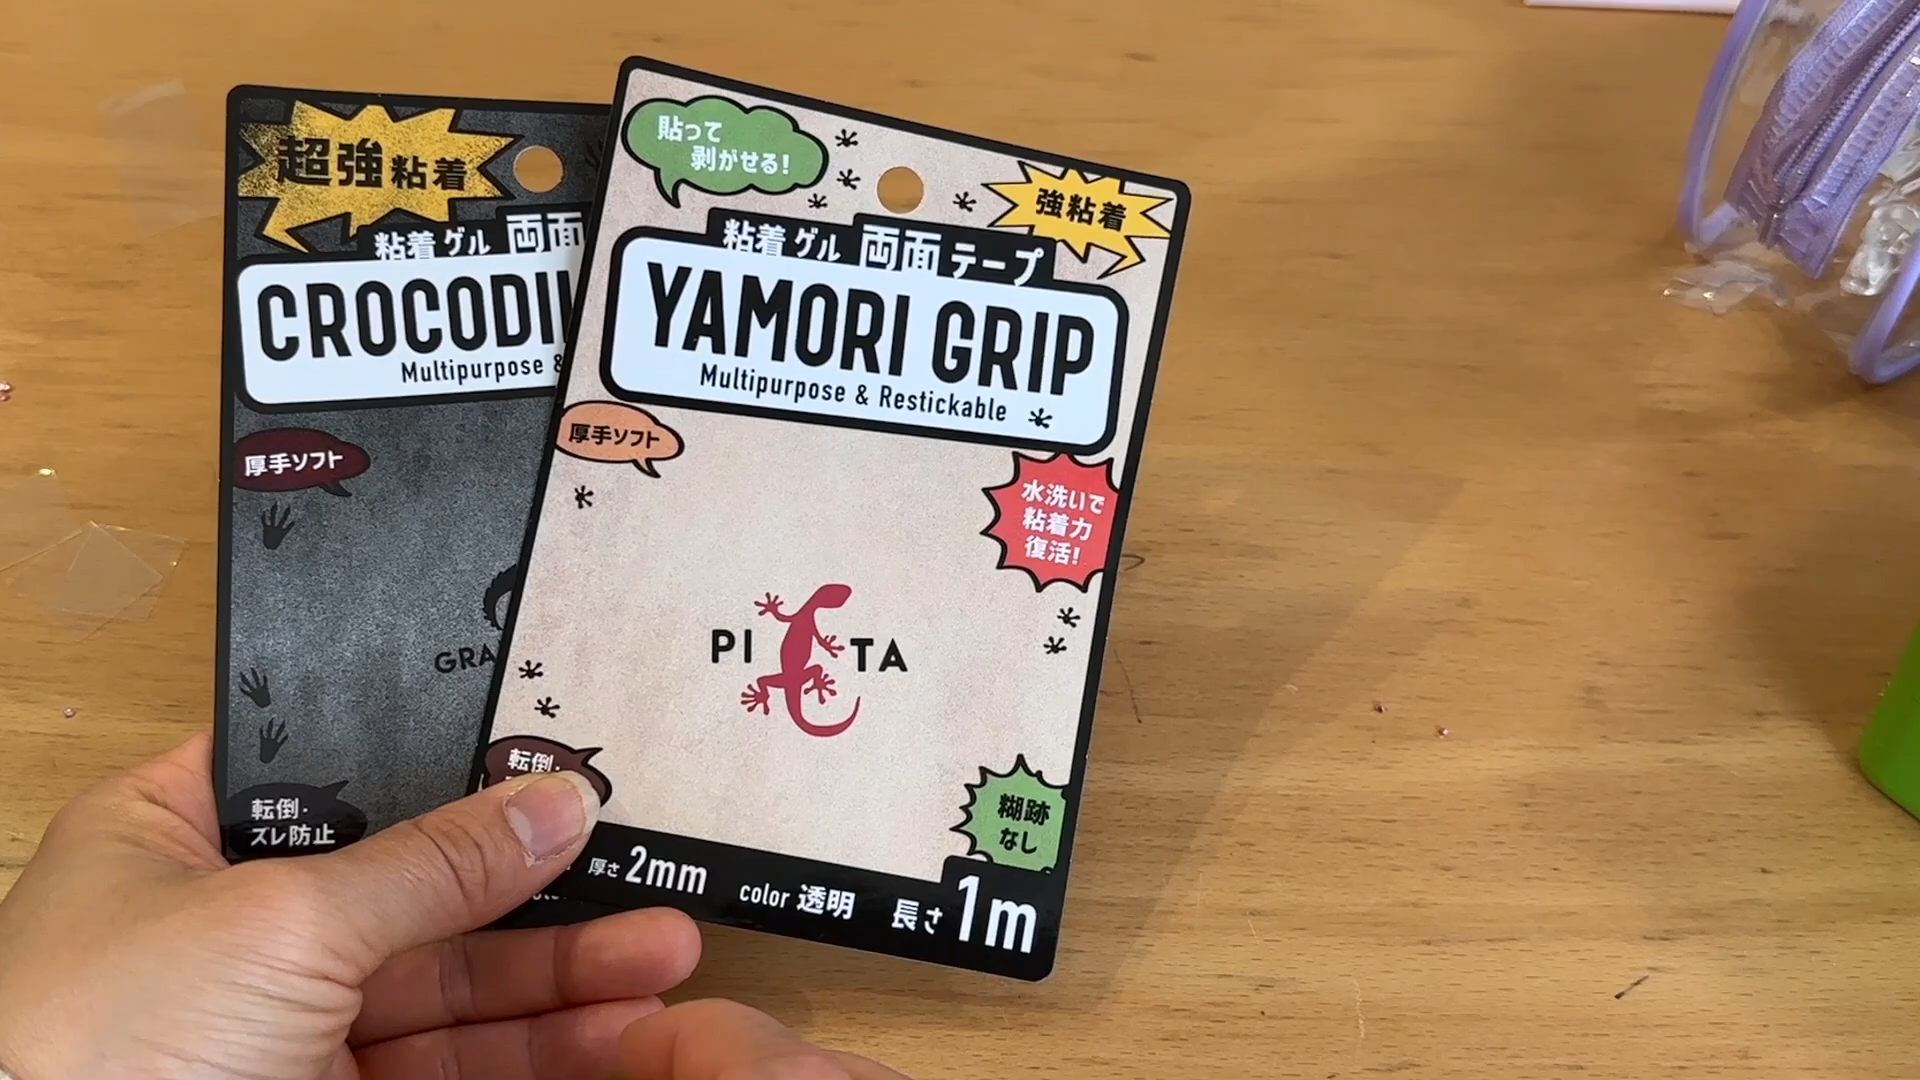 超強粘着
粘着ゲル 両面
CROCODI
Multipurpose &
厚手ソフト
GRA
転倒・
ズレ防止
貼って
剥がせる!
強粘着
粘着ゲル 両面テープ
YAMORI GRIP
Multipurpose & Restickable
厚手ソフト
水洗いで
粘着力
復活!
PI TA
転倒・
糊跡
なし
厚さ 2mm color 透明 長さ 1m